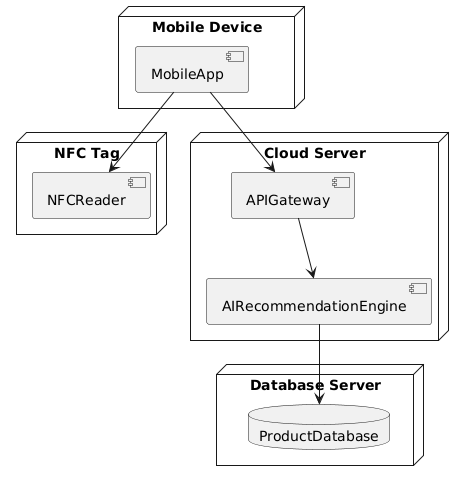 Mobile Device
MobileApp
NFC Tag
NFCReader
Cloud Server
APIGateway
AIRecommendationEngine
Database Server
ProductDatabase